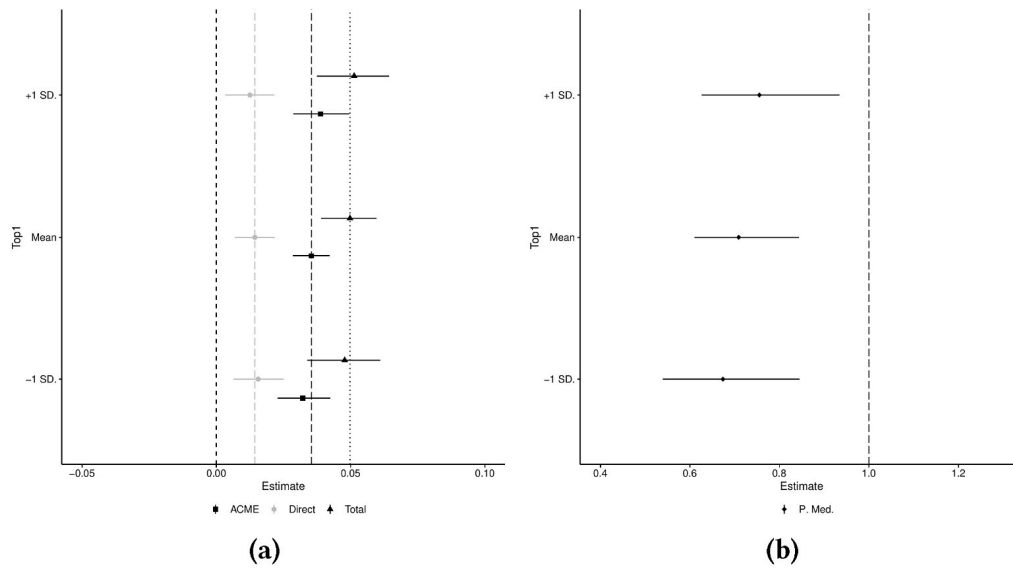 Top1
+1 SD.
Mean
−1 SD.
−0.05 0.00 0.05 0.10
Estimate
ACME Direct Total
(a)
Top1
+1 SD.
Mean
−1 SD.
0.4 0.6 0.8 1.0 1.2
Estimate
P. Med.
(b)